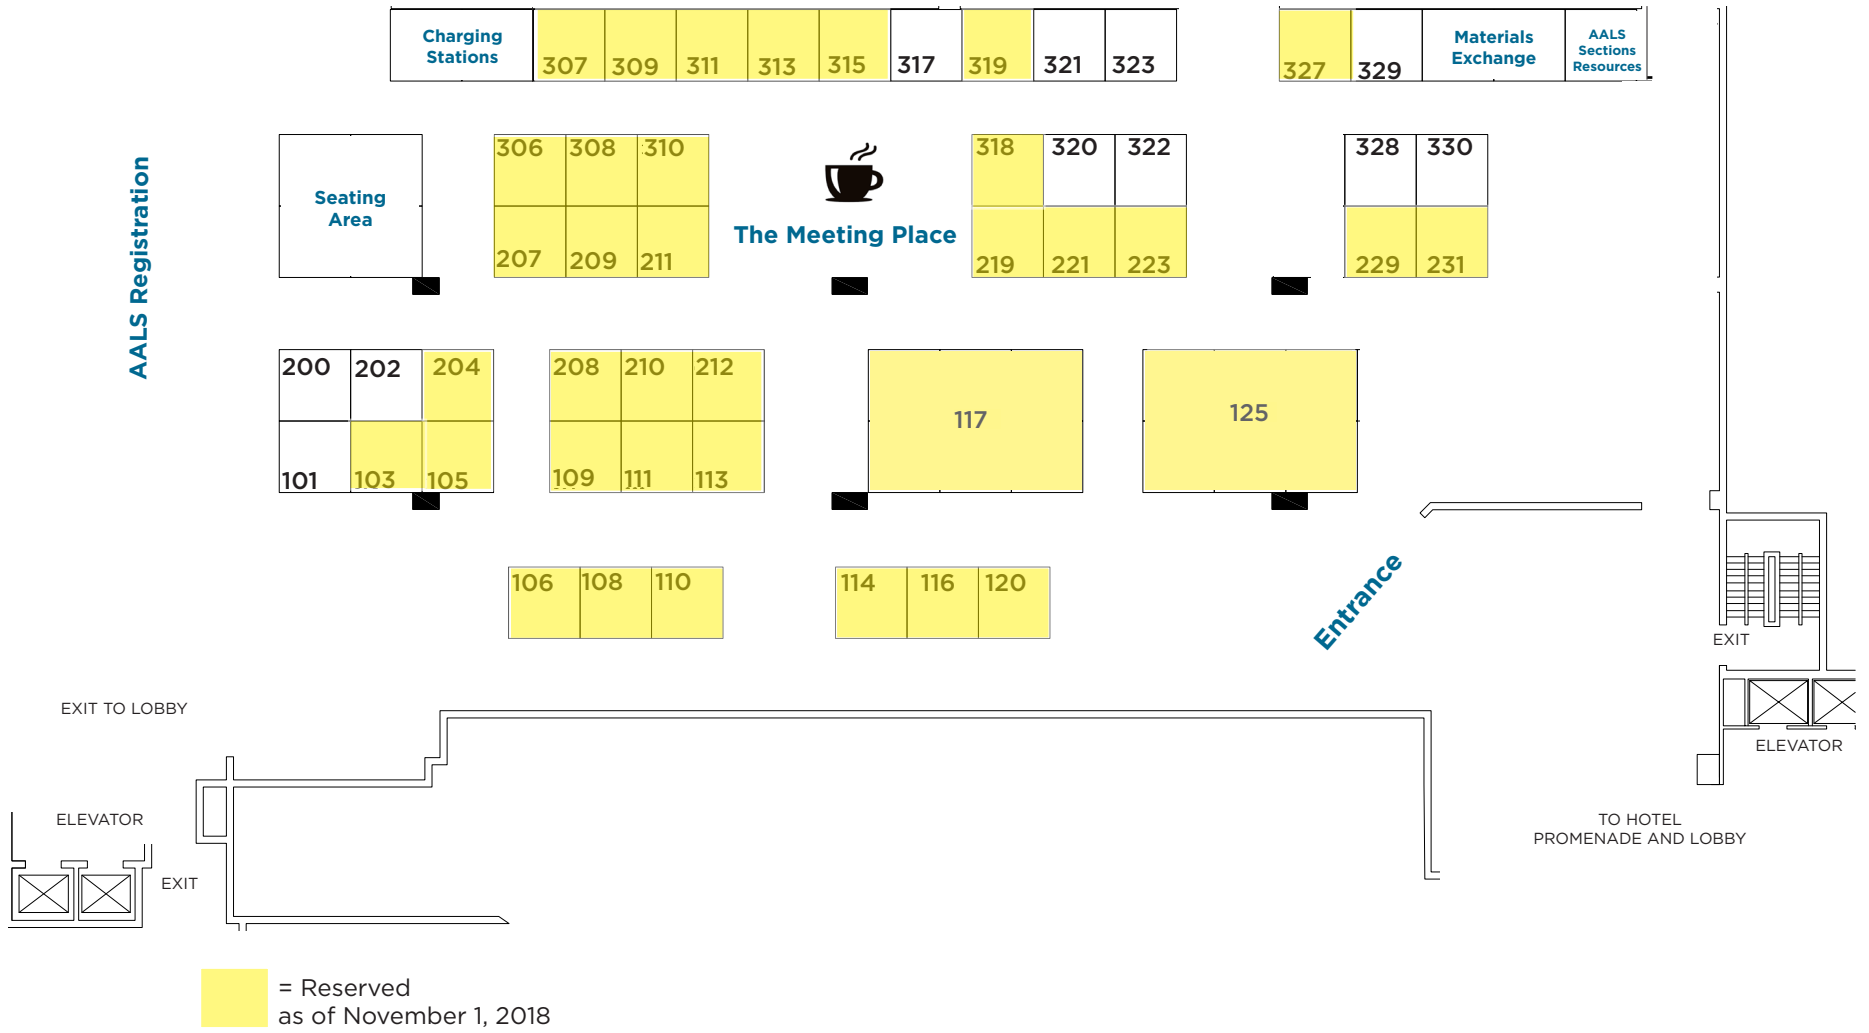 Charging
Stations
307 309 311 313 315 317 319 321 323
327 329
Materials
Exchange
AALS
Sections
Resources
AALS Registration
Seating
Area
306 308 310
207 209 211
The Meeting Place
318 320 322
219 221 223
328 330
229 231
200 202 204
101 103 105
208 210 212
109 111 113
117
125
106 108 110
114 116 120
Entrance
EXIT
ELEVATOR
EXIT TO LOBBY
ELEVATOR
EXIT
TO HOTEL
PROMENADE AND LOBBY
= Reserved
as of November 1, 2018